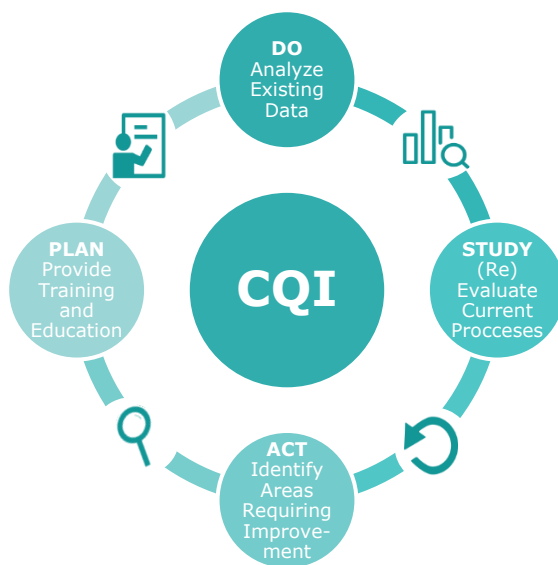 DO
Analyze
Existing
Data
PLAN
Provide
Training
and
Education
CQI
STUDY
(Re)
Evaluate
Current
Procceses
ACT
Identify
Areas
Requiring
Improve-
ment